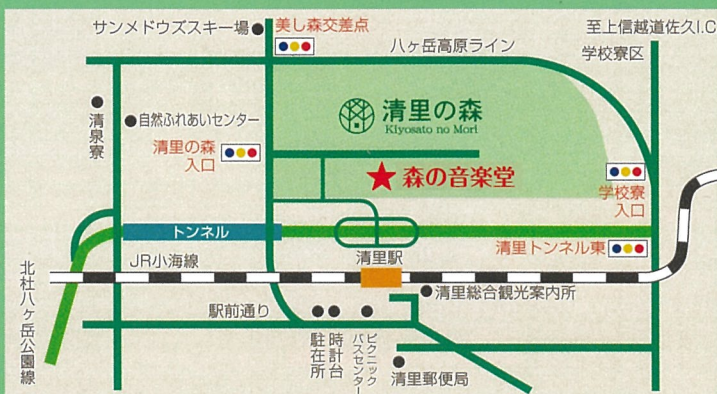 サンメドウズスキー場
美し森交差点
至上信越道佐久I.C
八ヶ岳高原ライン
学校寮区
清泉寮
自然ふれあいセンター
清里の森
Kiyosato no Mori
清里の森
入口
森の音楽堂
学校寮
入口
トンネル
清里トンネル東
清里駅
JR小海線
北杜八ヶ岳公園線
清里総合観光案内所
駅前通り
駐在所
時計台
ピクニック
バスセンター
清里郵便局